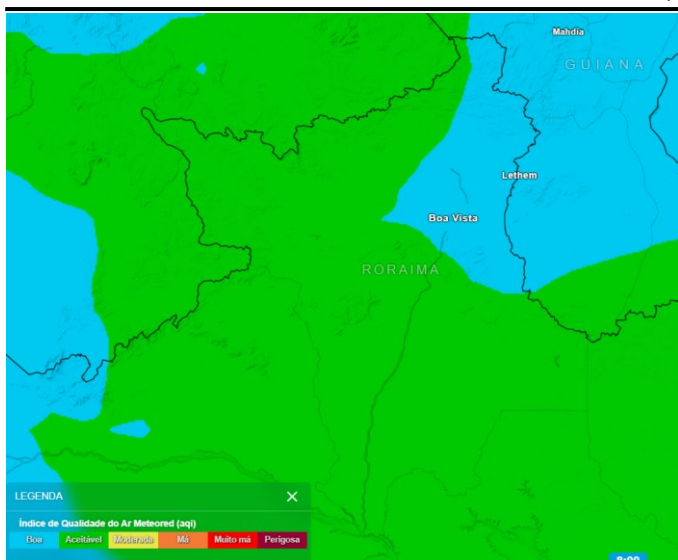 Mahdia
GUIANA
Lethem
Boa Vista
RORAIMA
LEGENDA
Índice de Qualidade do Ar Meteored (aqi)
Boa Aceitável Moderada Má Muito má Perigosa